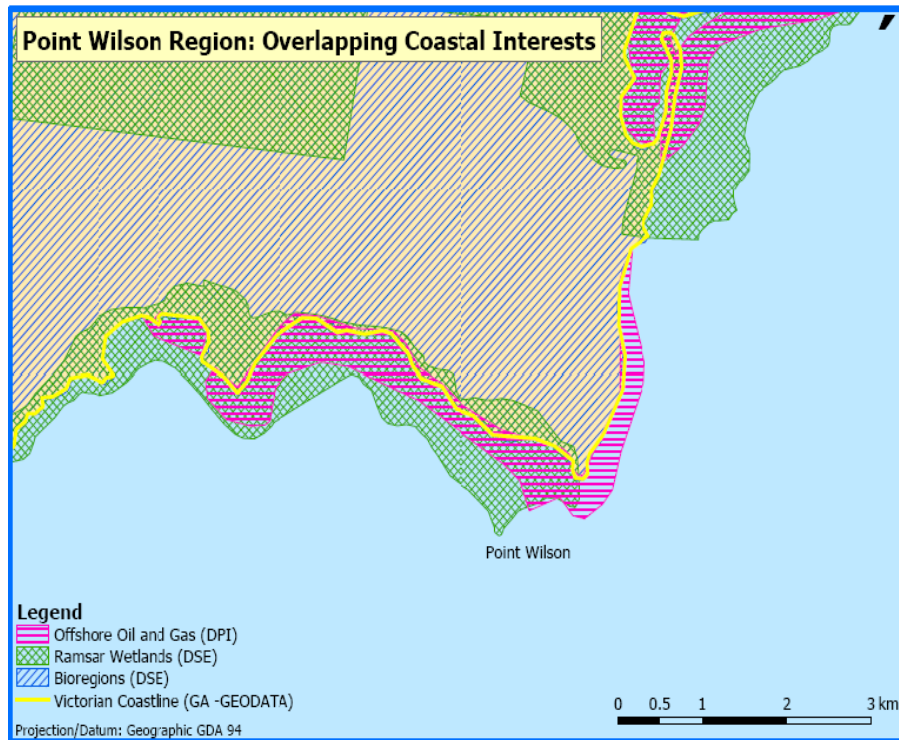 Point Wilson Region: Overlapping Coastal Interests
Point Wilson
Legend
Offshore Oil and Gas (DPI)
Ramsar Wetlands (DSE)
Bioregions (DSE)
Victorian Coastline (GA -GEODATA)
Projection/Datum: Geographic GDA 94
0 0.5 1 2 3 km